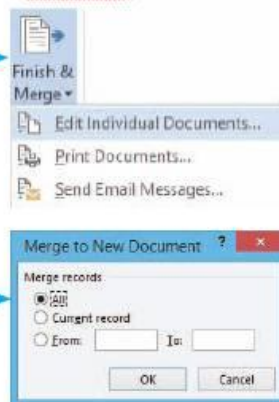 Finish &
Merge
Edit Individual Documents...
Print Documents...
Send Email Messages...
Merge to New Document ? x
Merge records
All
Current record
From: To:
OK Cancel